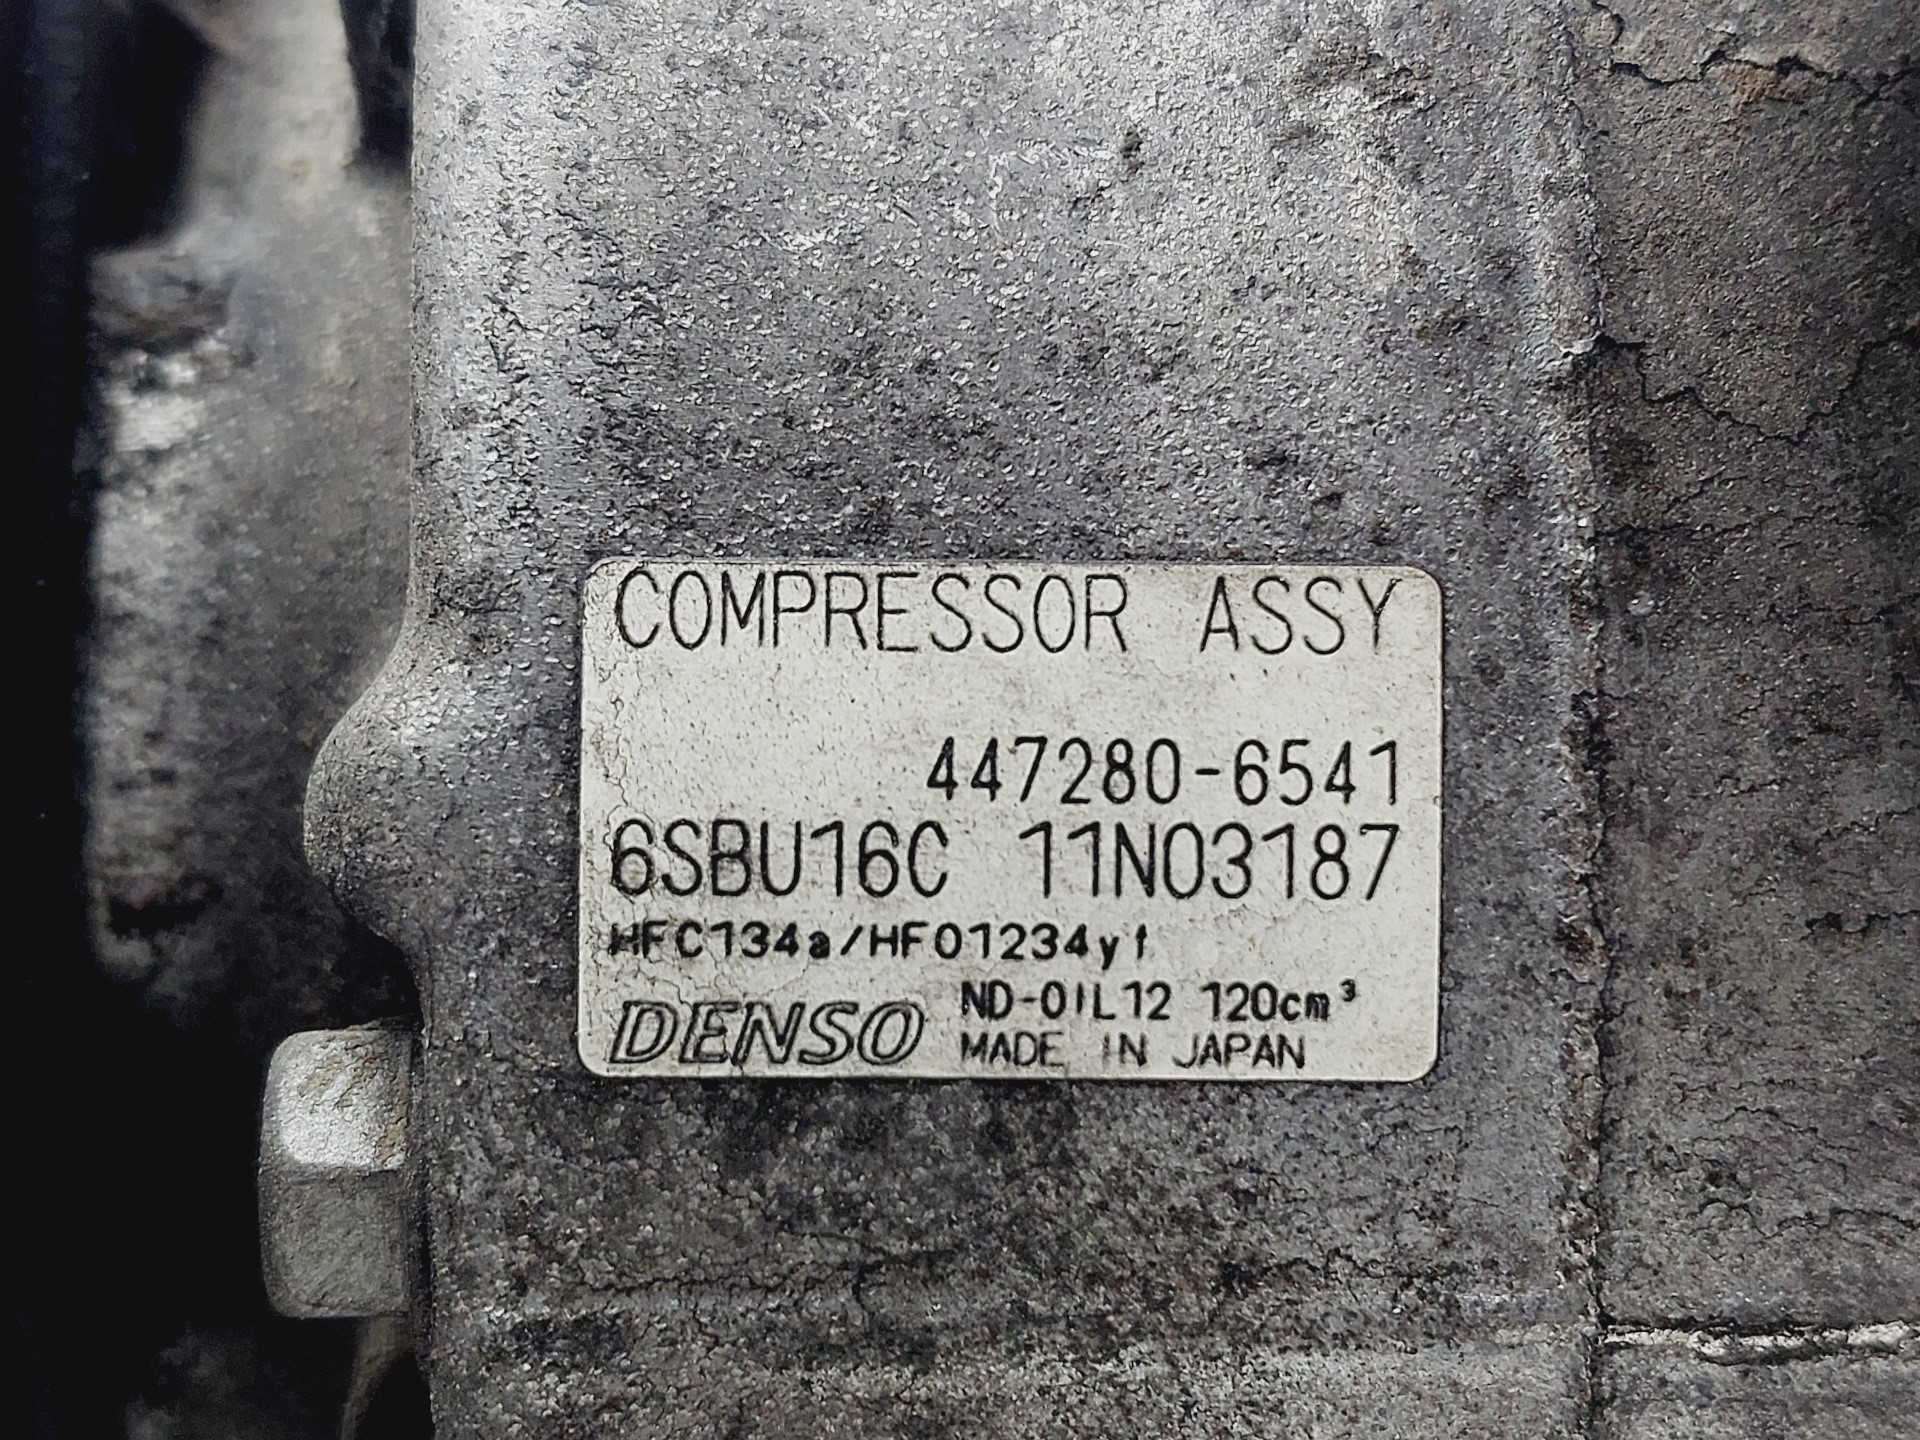 COMPRESSOR ASSY
447280-6541
6SBU16C 11N03187
HFC134a/HFO1234yf
DENSO ND-OIL12 120cm³
MADE IN JAPAN